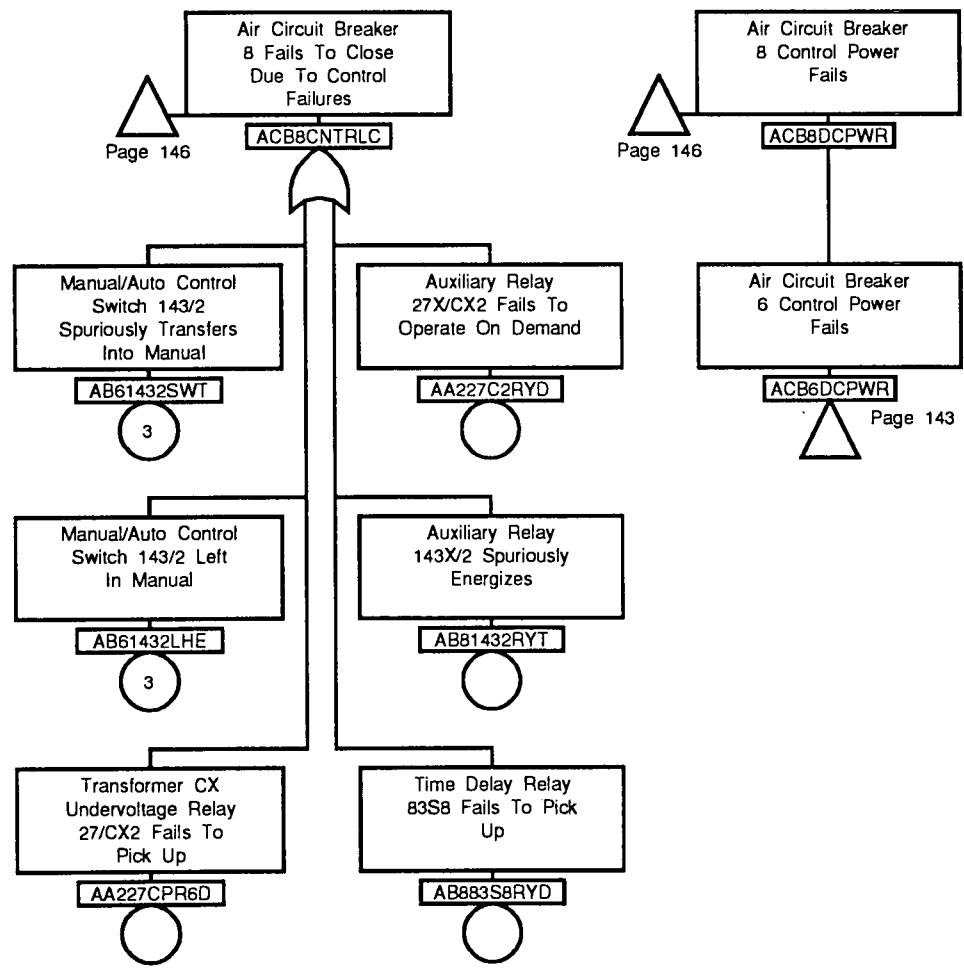 Air Circuit Breaker
8 Fails To Close
Due To Control
Failures
Page 146
ACB8CNTRLC
Air Circuit Breaker
8 Control Power
Fails
Page 146
ACB8DCPWR
Manual/Auto Control
Switch 143/2
Spuriously Transfers
Into Manual
AB61432SWT
3
Auxiliary Relay
27X/CX2 Fails To
Operate On Demand
AA227C2RYD
Air Circuit Breaker
6 Control Power
Fails
ACB6DCPWR
Page 143
Manual/Auto Control
Switch 143/2 Left
In Manual
AB61432LHE
3
Auxiliary Relay
143X/2 Spuriously
Energizes
AB81432RYT
Transformer CX
Undervoltage Relay
27/CX2 Fails To
Pick Up
AA227CPR6D
Time Delay Relay
83S8 Fails To Pick
Up
AB883S8RYD